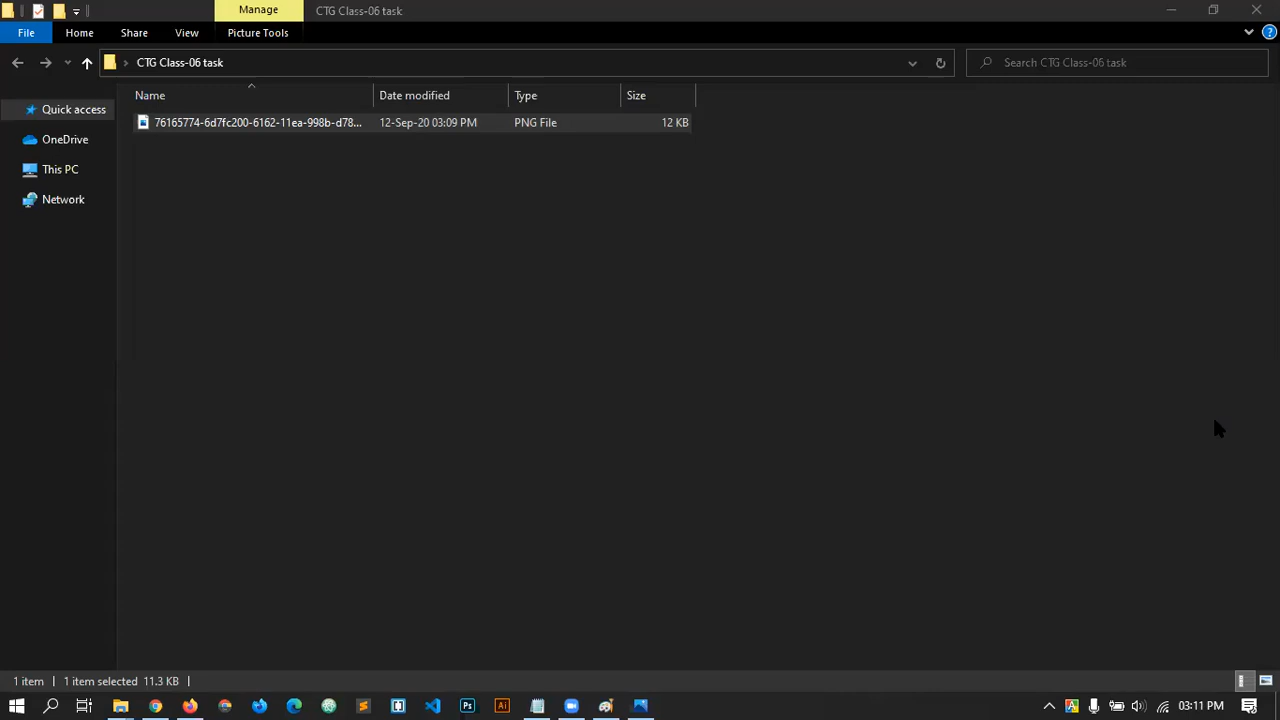 Manage
CTG Class-06 task
File
Home
Share
View
Picture Tools
?
CTG Class-06 task
Search CTG Class-06 task
Name
Date modified
Type
Size
Quick access
76165774-6d7fc200-6162-11ea-998b-d78...
12-Sep-20 03:09 PM
PNG File
12 KB
OneDrive
This PC
Network
1 item
1 item selected 11.3 KB
Ps
Ai
A
03:11 PM